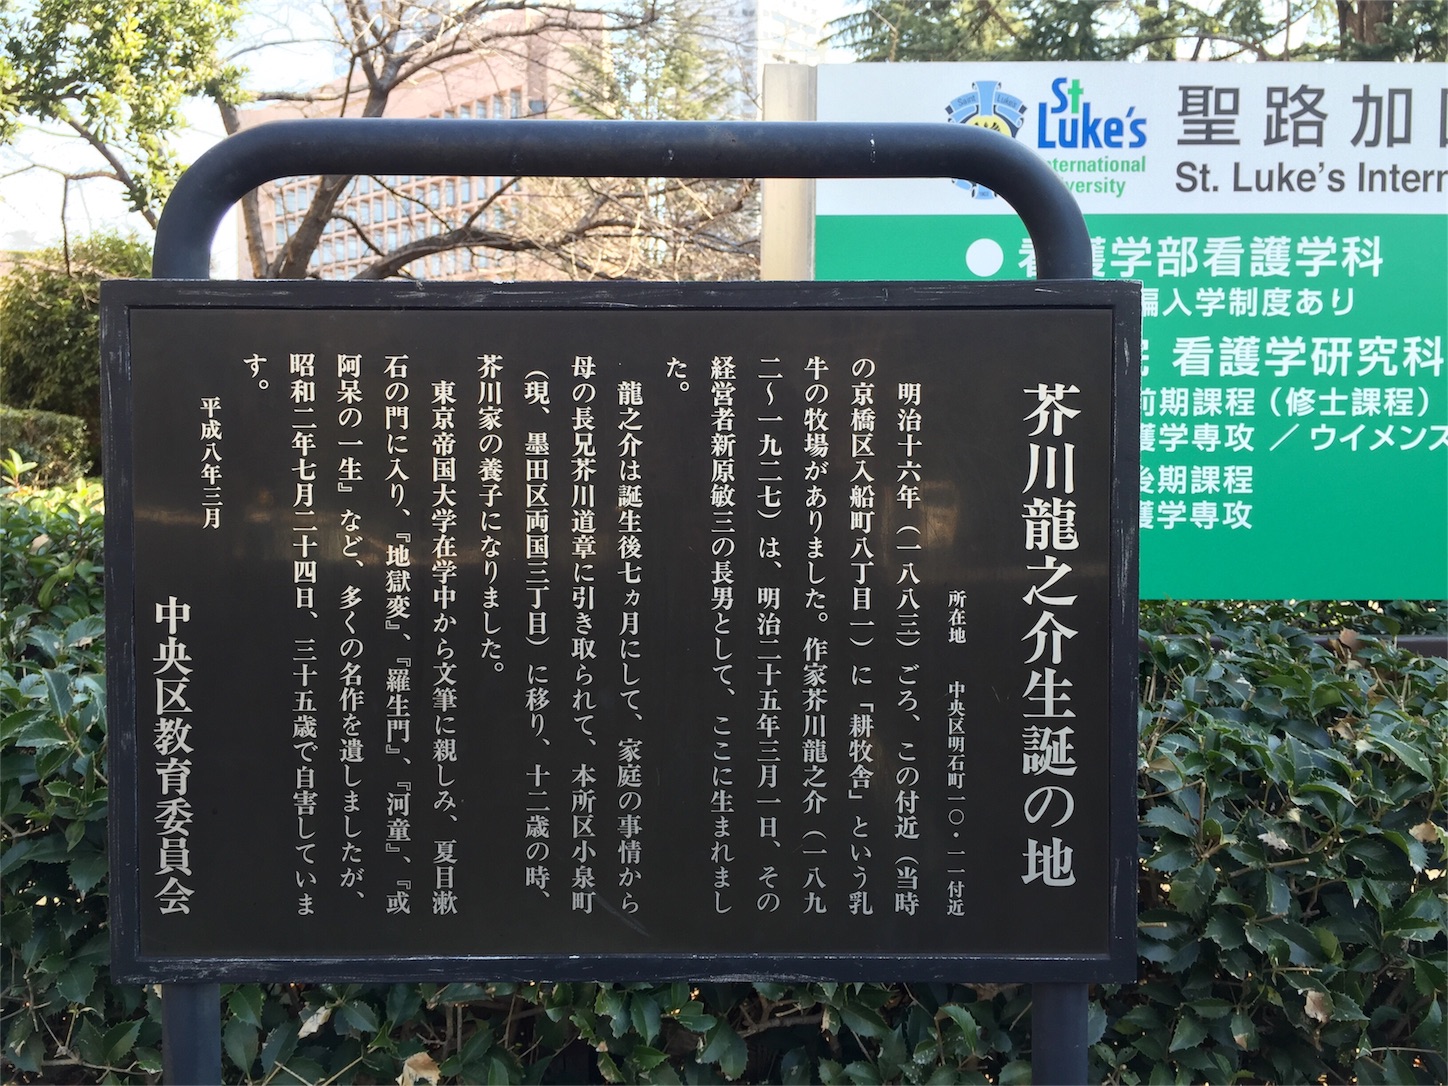 芥川龍之介生誕の地
所在地 中央区明石町一〇・一一付近
明治十六年（一八八三）ごろ、この付近（当時
の京橋区入船町八丁目一）に「耕牧舎」という乳
牛の牧場がありました。作家芥川龍之介（一八九
二～一九二七）は、明治二十五年三月一日、その
経営者新原敏三の長男として、ここに生まれまし
た。
龍之介は誕生後七ヵ月にして、家庭の事情から
母の長兄芥川道章に引き取られて、本所区小泉町
（現、墨田区両国三丁目）に移り、十二歳の時、
芥川家の養子になりました。
東京帝国大学在学中から文筆に親しみ、夏目漱
石の門に入り、『地獄変』、『羅生門』、『河童』、『或
阿呆の一生』など、多くの名作を遺しましたが、
昭和二年七月二十四日、三十五歳で自害していま
す。
平成八年三月
中央区教育委員会
St
Luke's
International
University
聖路加
St. Luke's Intern
●看護学部看護学科
編入学制度あり
看護学研究科
前期課程（修士課程）
護学専攻／ウイメンズ
後期課程
護学専攻